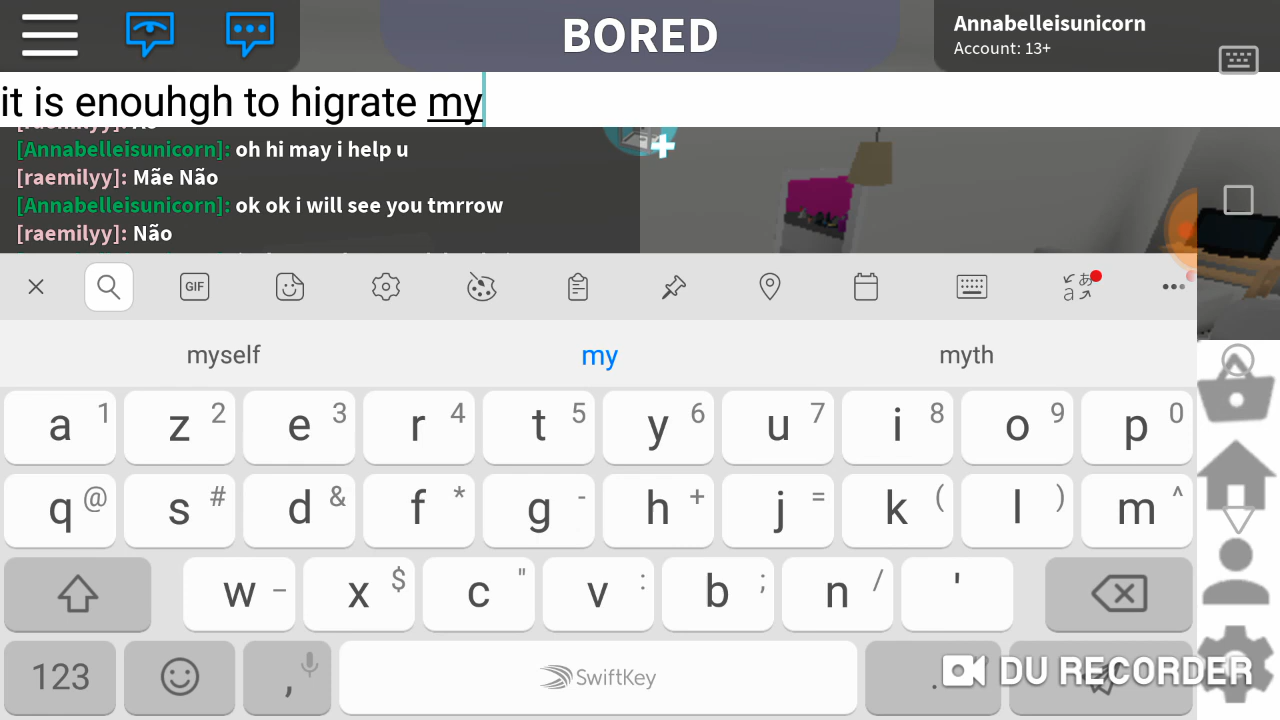 BORED
Annabelleisunicorn
Account: 13+
it is enouhgh to higrate my
[Annabelleisunicorn]: oh hi may i help u
[raemilyy]: Mãe Não
[Annabelleisunicorn]: ok ok i will see you tmrrow
[raemilyy]: Não
GIF
myself my myth
a 1 z 2 e 3 r 4 t 5 y 6 u 7 i 8 o 9 p 0
q @ s # d & f * g - h + j = k ( l ) m ^
w _ x $ c " v : b ; n / '
123 , SwiftKey .
DU RECORDER